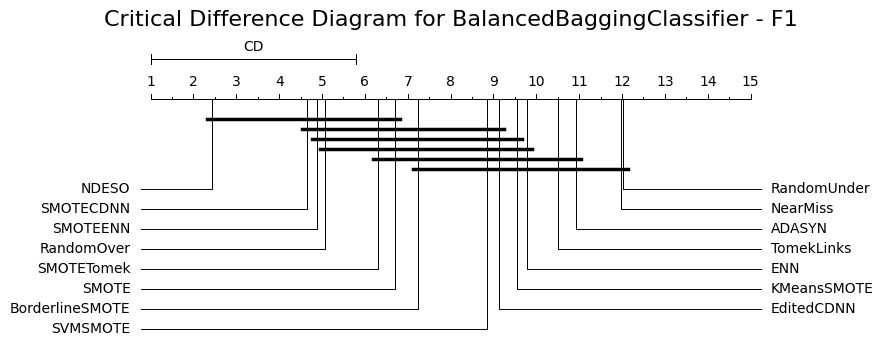 Critical Difference Diagram for BalancedBaggingClassifier - F1
CD
1 2 3 4 5 6 7 8 9 10 11 12 13 14 15
NDESO RandomUnder
SMOTECDNN NearMiss
SMOTEENN ADASYN
RandomOver TomekLinks
SMOTETomek ENN
SMOTE KMeansSMOTE
BorderlineSMOTE EditedCDNN
SVMSMOTE